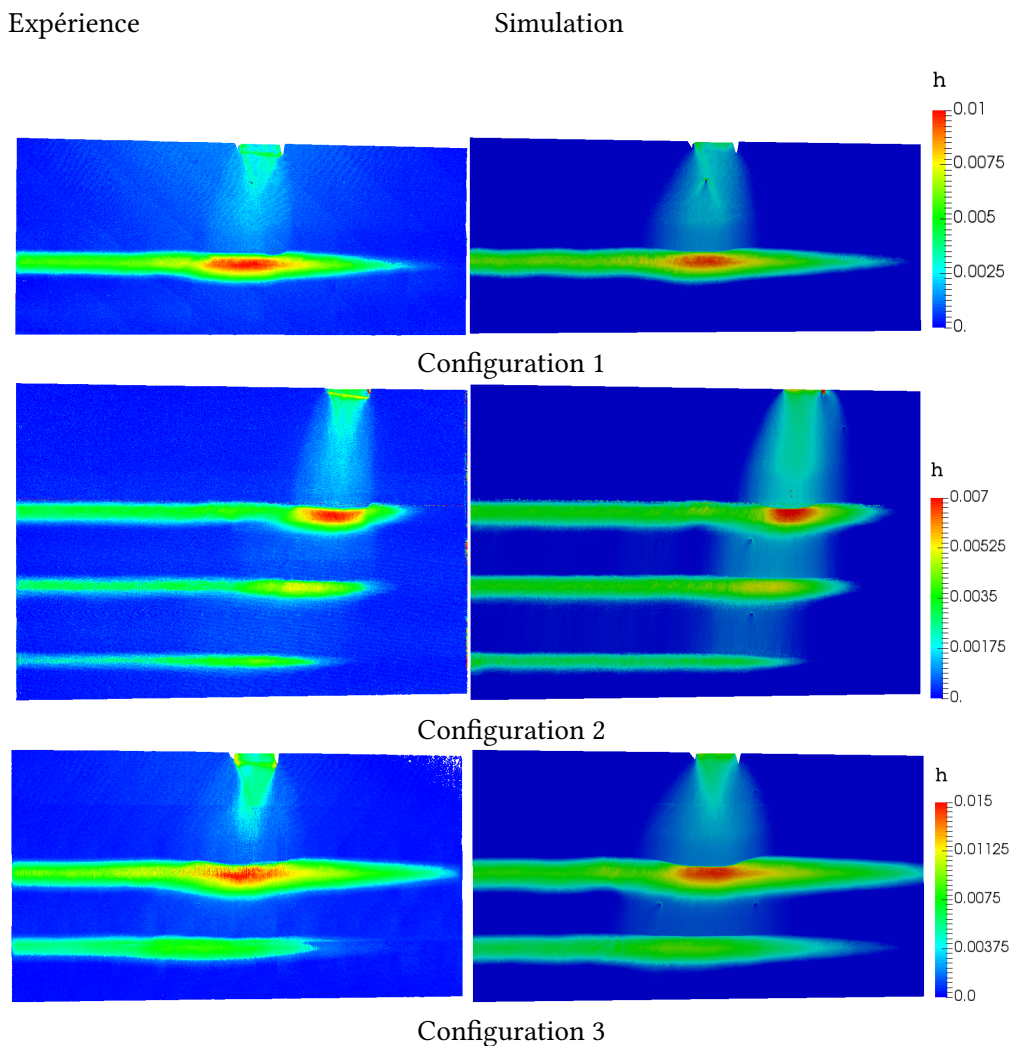 Expérience Simulation
h
0.01
0.0075
0.005
0.0025
0.
Configuration 1
h
0.007
0.00525
0.0035
0.00175
0.
Configuration 2
h
0.015
0.01125
0.0075
0.00375
0.0
Configuration 3